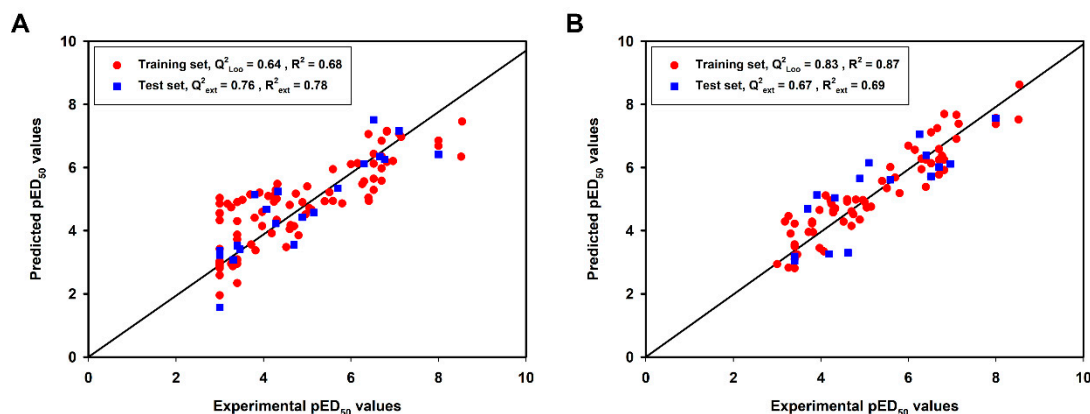 A
B
Training set, Q²Loo = 0.64 , R² = 0.68
Test set, Q²ext = 0.76 , R²ext = 0.78
Training set, Q²Loo = 0.83 , R² = 0.87
Test set, Q²ext = 0.67 , R²ext = 0.69
Predicted pED₅₀ values
10
8
6
4
2
0
0
2
4
6
8
10
Experimental pED₅₀ values
Predicted pED₅₀ values
10
8
6
4
2
0
0
2
4
6
8
10
Experimental pED₅₀ values